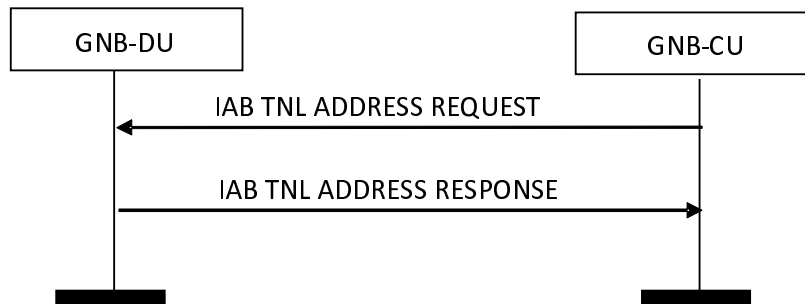 GNB-DU
GNB-CU
IAB TNL ADDRESS REQUEST
IAB TNL ADDRESS RESPONSE